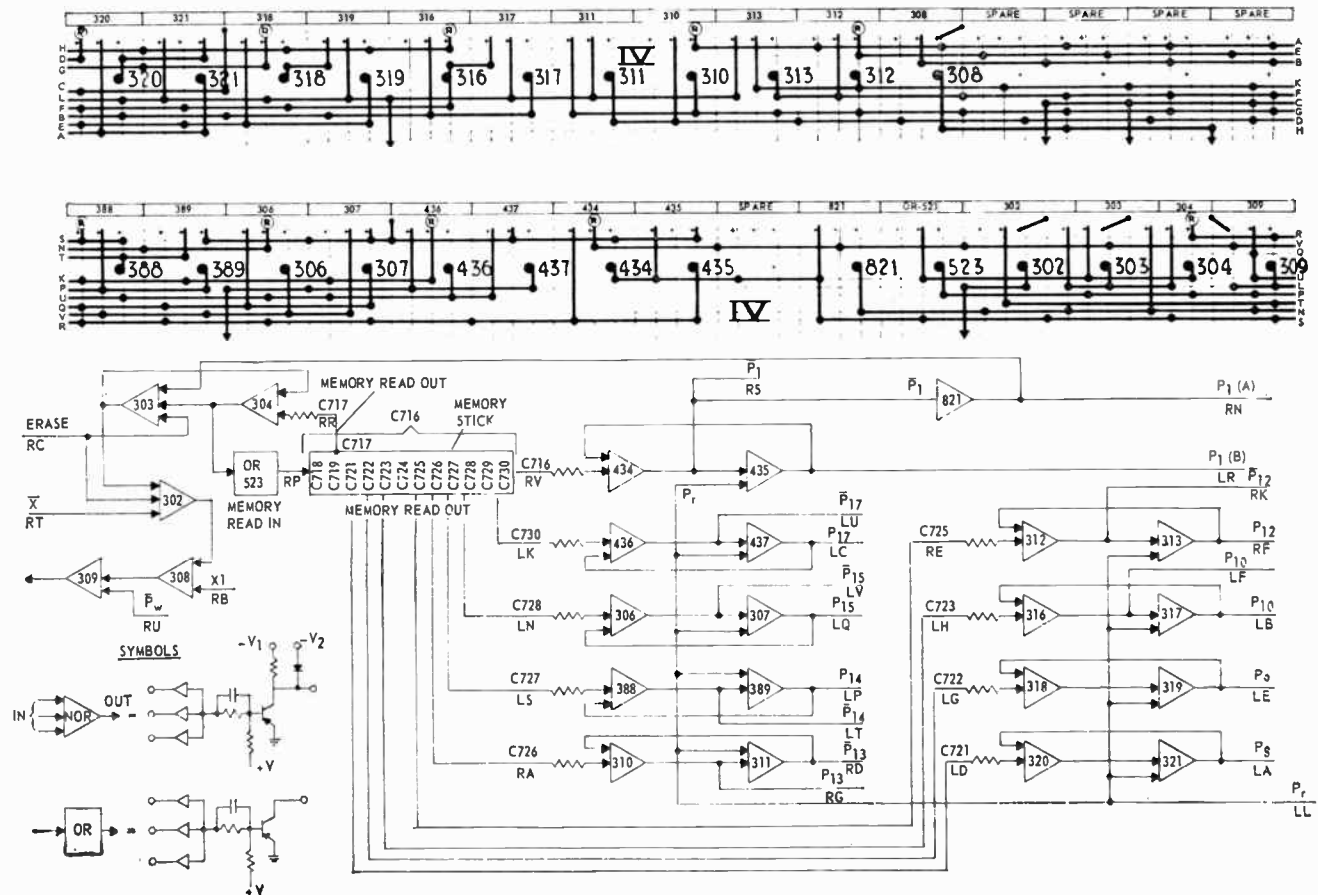 320 321 318 319 316 317 311 310 313 312 308 SPARE SPARE SPARE SPARE
R R R R R
H
D
G
C
L
F
B
E
A
IV
320 321 318 319 316 317 311 310 313 312 308
A
E
B
K
F
C
G
D
H
388 389 306 307 436 437 434 435 SPARE 821 OR-523 302 303 304 309
R R R R R
S
N
T
K
P
U
Q
V
R
388 389 306 307 436 437 434 435 821 523 302 303 304 309
IV
R
V
Q
U
L
P
T
N
S
303
304
MEMORY READ OUT
C717
RR
C716
MEMORY STICK
C717
ERASE
RC
OR 523
MEMORY READ IN
RP
C718 C719 C721 C722 C723 C724 C725 C726 C727 C728 C729 C730
MEMORY READ OUT
C716
RV
434
435
P1
RS
P̅1
821
P1 (A)
RN
P1 (B)
LR
302
X̅
RT
309
308
X1
RB
P̅w
RU
Pr
C730
LK
436
437
P̅17
LU
P17
LC
C728
LN
306
307
P̅15
LV
P15
LQ
C727
LS
388
389
P14
LP
P̅14
LT
C726
RA
310
311
P̅13
RD
P13
RG
P̅12
RK
C725
RE
312
313
P12
RF
P̅10
LF
C723
LH
316
317
P10
LB
C722
LG
318
319
LE
C721
LD
320
321
LA
Pr
LL
SYMBOLS
IN
NOR
OUT
=
-V1
-V2
+V
OR
=
+V